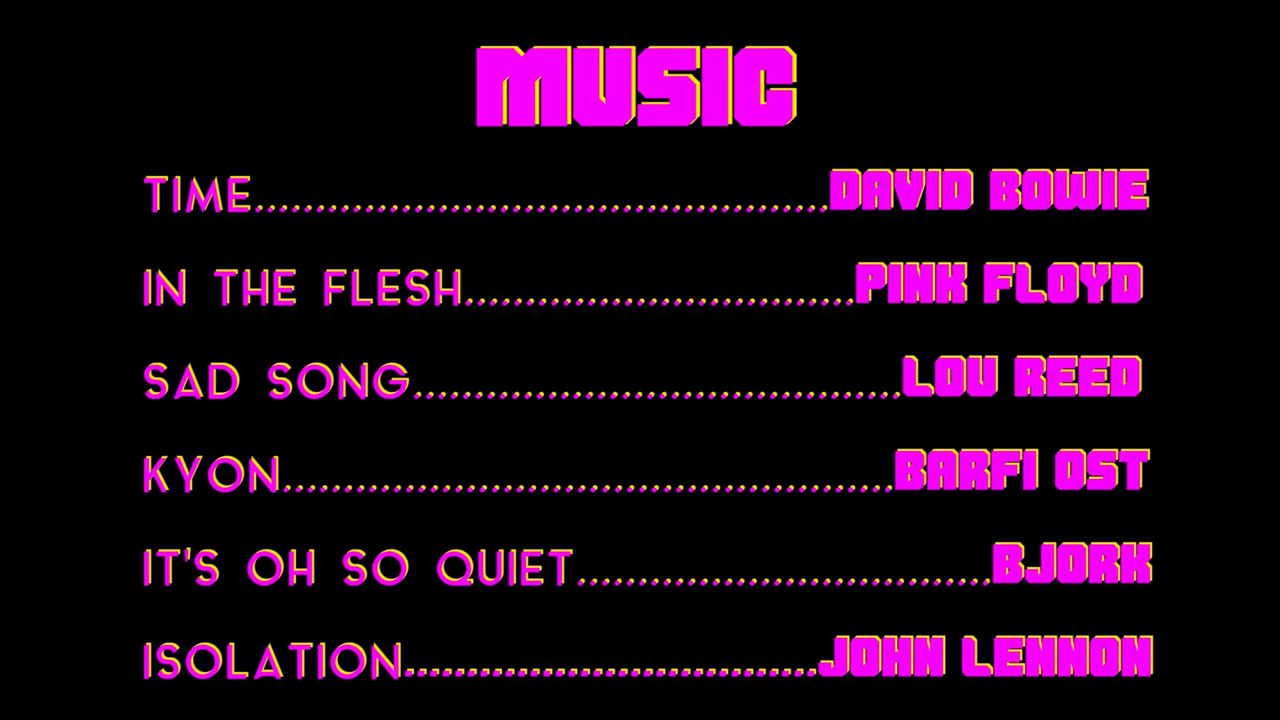 MUSIC
TIME..............................................DAVID BOWIE
IN THE FLESH...............................PINK FLOYD
SAD SONG.......................................LOU REED
KYON.................................................BARFI OST
IT'S OH SO QUIET.................................BJORK
ISOLATION.................................JOHN LENNON